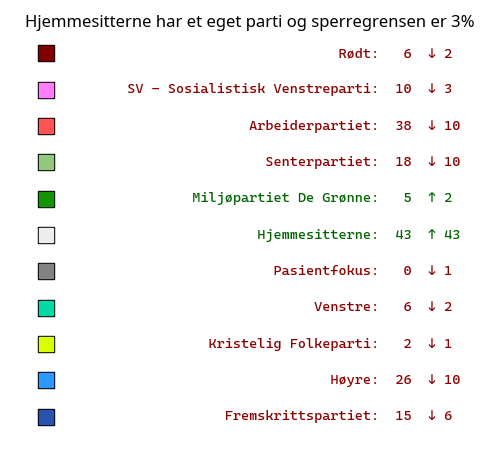 Hjemmesitterne har et eget parti og sperregrensen er 3%
Rødt: 6 ↓ 2
SV − Sosialistisk Venstreparti: 10 ↓ 3
Arbeiderpartiet: 38 ↓ 10
Senterpartiet: 18 ↓ 10
Miljøpartiet De Grønne: 5 ↑ 2
Hjemmesitterne: 43 ↑ 43
Pasientfokus: 0 ↓ 1
Venstre: 6 ↓ 2
Kristelig Folkeparti: 2 ↓ 1
Høyre: 26 ↓ 10
Fremskrittspartiet: 15 ↓ 6